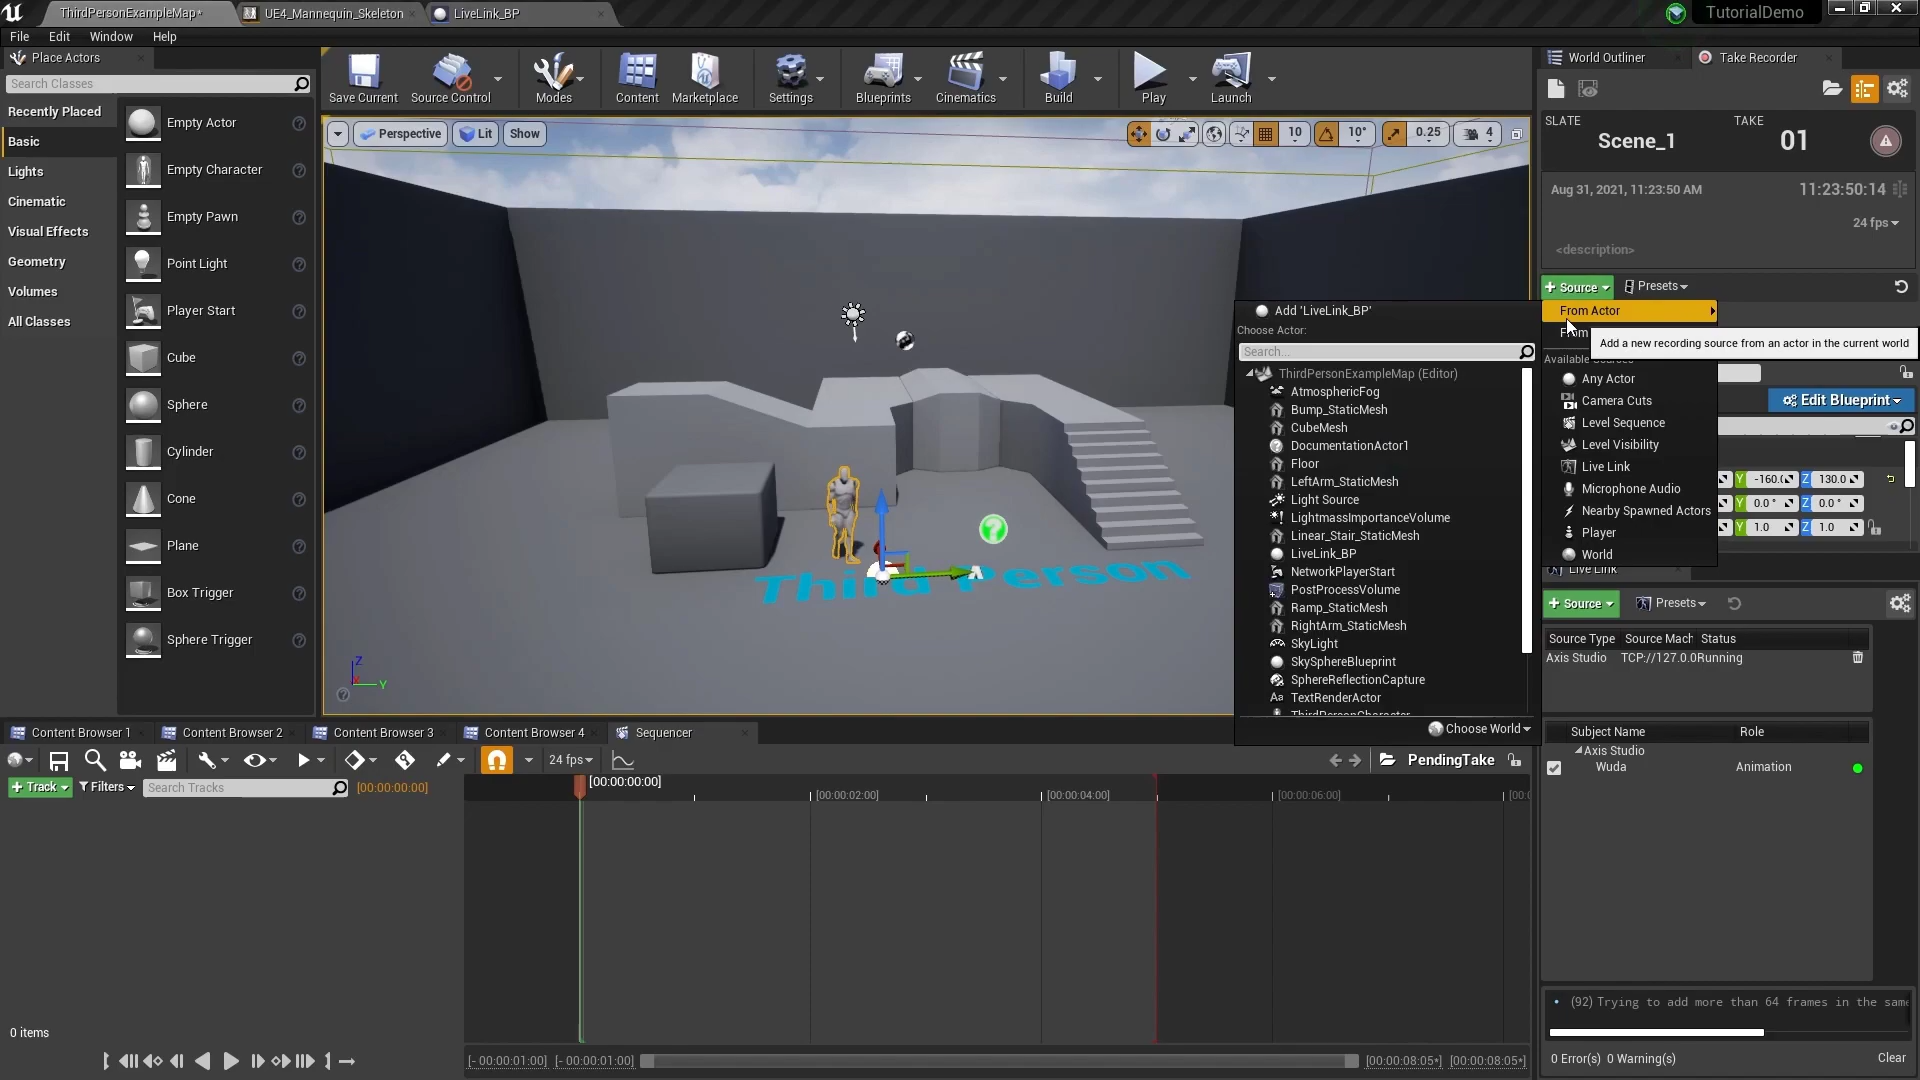 ThirdPersonExampleMap*
UE4_Mannequin_Skeleton
LiveLink_BP
TutorialDemo
File Edit Window Help
Place Actors
Search Classes
Recently Placed
Basic
Lights
Cinematic
Visual Effects
Geometry
Volumes
All Classes
Empty Actor
Empty Character
Empty Pawn
Point Light
Player Start
Cube
Sphere
Cylinder
Cone
Plane
Box Trigger
Sphere Trigger
Save Current
Source Control
Modes
Content
Marketplace
Settings
Blueprints
Cinematics
Build
Play
Launch
Perspective
Lit
Show
10
10°
0.25
4
Third Person
Z
Y
World Outliner
Take Recorder
SLATE
Scene_1
TAKE
01
Aug 31, 2021, 11:23:50 AM
11:23:50:14
24 fps
<description>
+ Source
Presets
From Actor
From
Add a new recording source from an actor in the current world
Any Actor
Camera Cuts
Level Sequence
Level Visibility
Live Link
Microphone Audio
Nearby Spawned Actors
Player
World
Add 'LiveLink_BP'
Choose Actor:
Search...
ThirdPersonExampleMap (Editor)
AtmosphericFog
Bump_StaticMesh
CubeMesh
DocumentationActor1
Floor
LeftArm_StaticMesh
Light Source
LightmassImportanceVolume
Linear_Stair_StaticMesh
LiveLink_BP
NetworkPlayerStart
PostProcessVolume
Ramp_StaticMesh
RightArm_StaticMesh
SkyLight
SkySphereBlueprint
SphereReflectionCapture
TextRenderActor
ThirdPersonCharacter
Choose World
Edit Blueprint
Y -160.0 Z 130.0
Y 0.0 ° Z 0.0 °
Y 1.0 Z 1.0
Live Link
+ Source
Presets
Source Type Source Mach Status
Axis Studio TCP://127.0.0Running
Subject Name Role
Axis Studio
Wuda Animation
(92) Trying to add more than 64 frames in the same
0 Error(s) 0 Warning(s)
Clear
Content Browser 1
Content Browser 2
Content Browser 3
Content Browser 4
Sequencer
24 fps
PendingTake
+ Track
Filters
Search Tracks
[00:00:00:00]
[00:00:00:00]
[00:00:02:00]
[00:00:04:00]
[00:00:06:00]
0 items
[- 00:00:01:00]
[- 00:00:01:00]
[00:00:08:05*]
[00:00:08:05*]